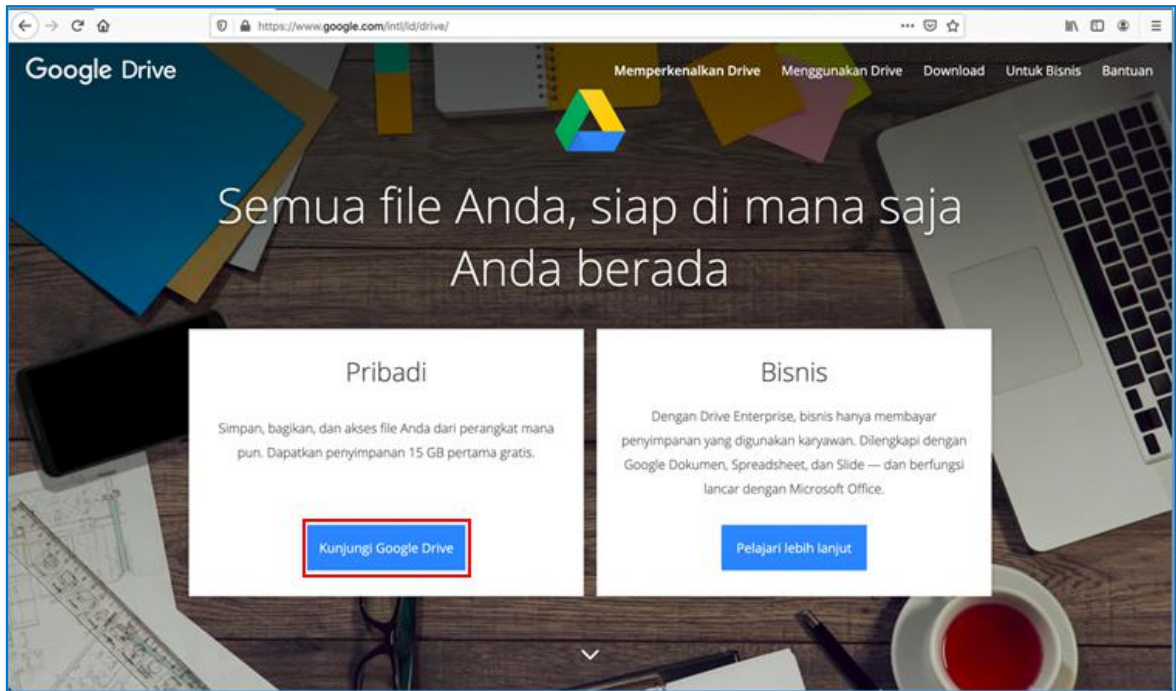 https://www.google.com/intl/id/drive/
Google Drive
Memperkenalkan Drive Menggunakan Drive Download Untuk Bisnis Bantuan
Semua file Anda, siap di mana saja
Anda berada
Pribadi
Simpan, bagikan, dan akses file Anda dari perangkat mana
pun. Dapatkan penyimpanan 15 GB pertama gratis.
Kunjungi Google Drive
Bisnis
Dengan Drive Enterprise, bisnis hanya membayar
penyimpanan yang digunakan karyawan. Dilengkapi dengan
Google Dokumen, Spreadsheet, dan Slide — dan berfungsi
lancar dengan Microsoft Office.
Pelajari lebih lanjut